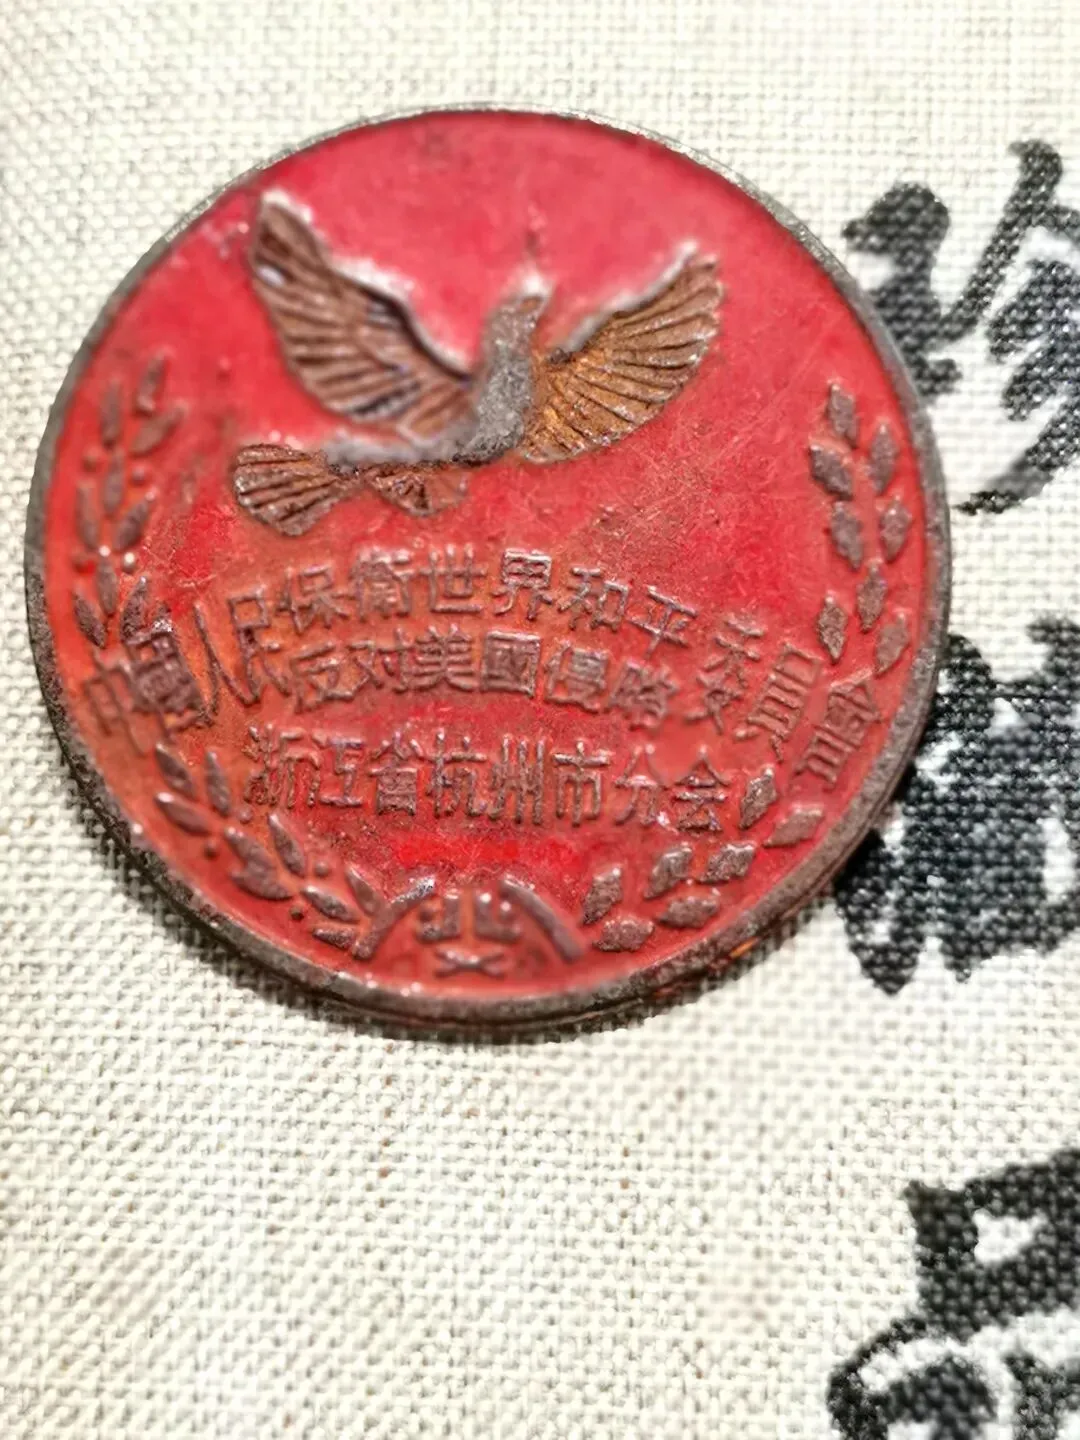 中國人民
保衛世界和平
反对美國侵略
委員會
浙江省杭州市分会